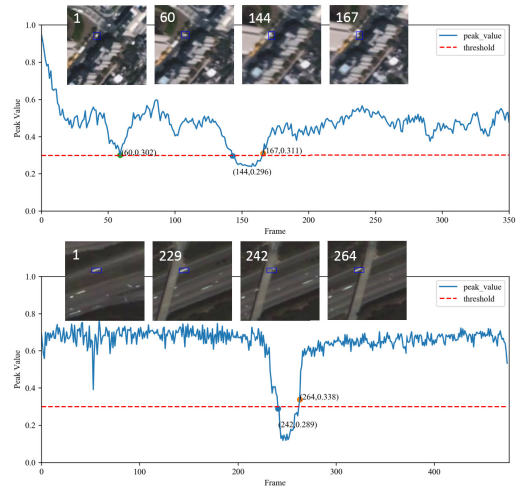 1 60 144 167
peak_value
threshold
1.0
0.8
0.6
0.4
0.2
0.0
Peak Value
(60,0.302)
(144,0.296)
(167,0.311)
0 50 100 150 200 250 300 350
Frame
1 229 242 264
peak_value
threshold
1.0
0.8
0.6
0.4
0.2
0.0
Peak Value
(264,0.338)
(242,0.289)
0 100 200 300 400
Frame